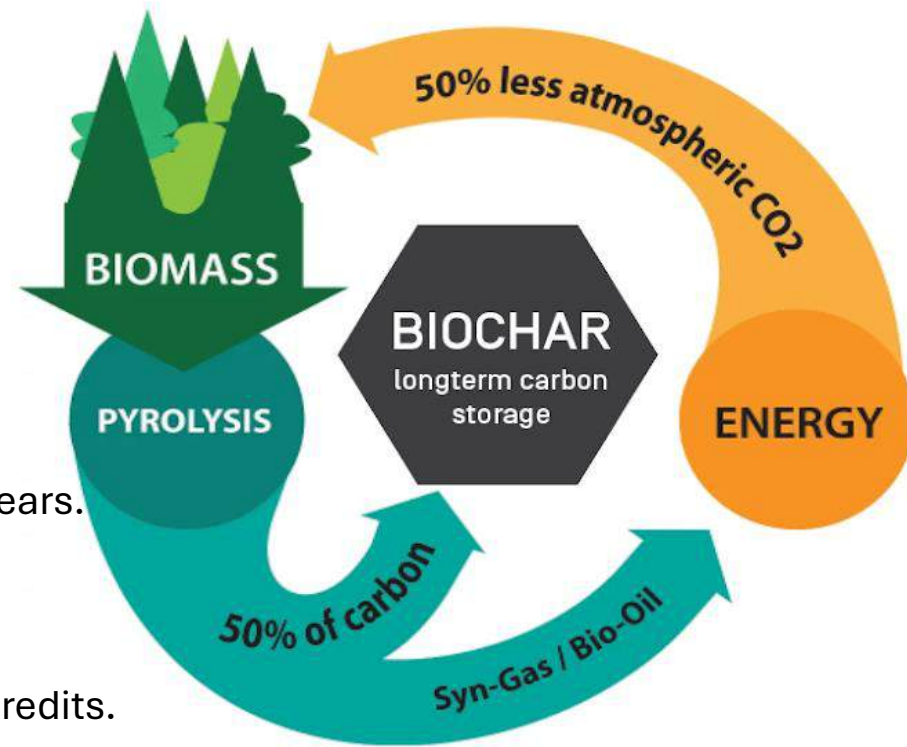 50% less atmospheric CO2
BIOMASS
BIOCHAR
longterm carbon
storage
PYROLYSIS
ENERGY
ears.
50% of carbon
Syn-Gas / Bio-Oil
redits.